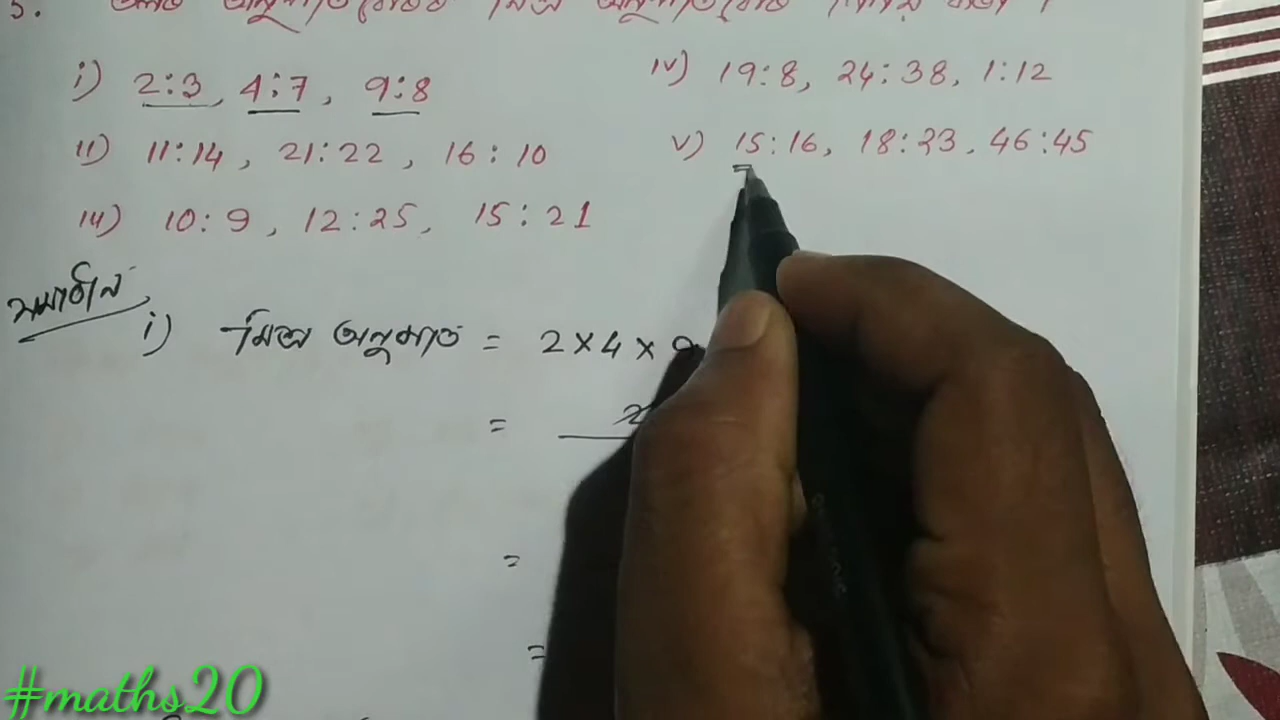 i) 2:3, 4:7, 9:8
ii) 11:14, 21:22, 16:10
iii) 10:9, 12:25, 15:21
iv) 19:8, 24:38, 1:12
v) 15:16, 18:23, 46:45
সমাধান,
i) মিশ্র অনুপাত = 2×4×
=
=
=
#maths20